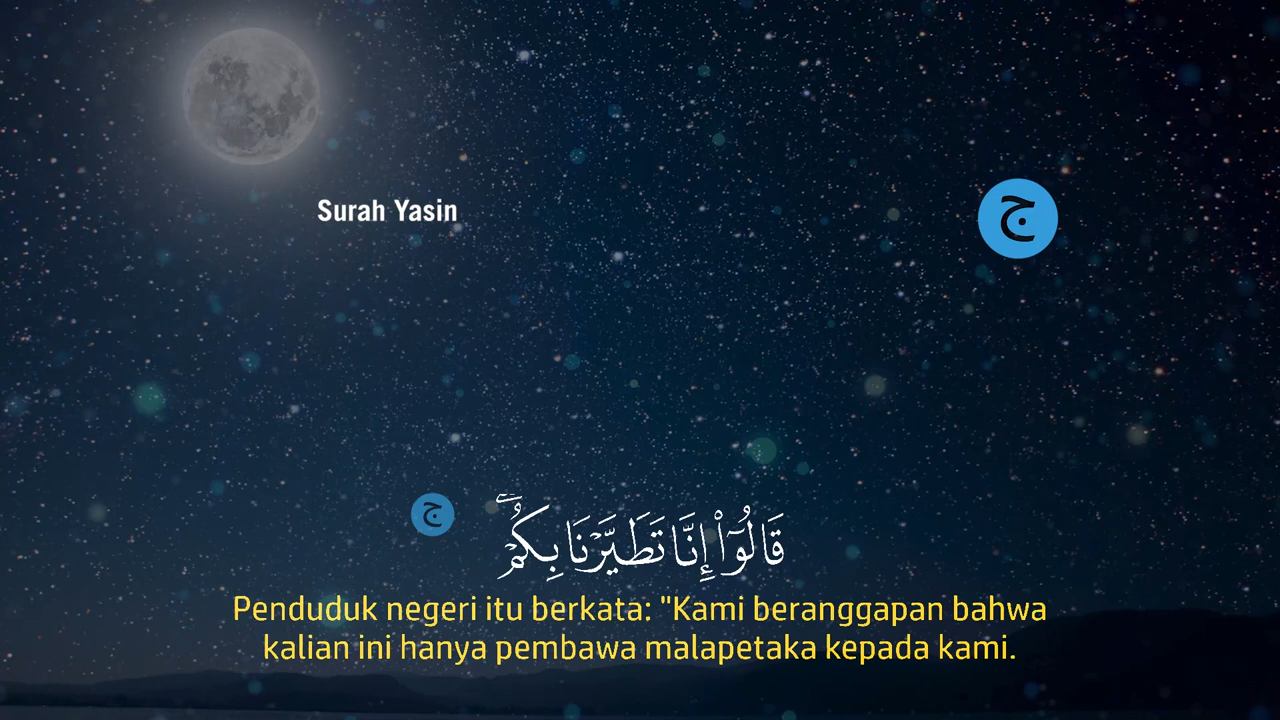 Surah Yasin
ج
ج
قَالُوٓا۟ إِنَّا تَطَيَّرْنَا بِكُمْ ۖ
Penduduk negeri itu berkata: "Kami beranggapan bahwa
kalian ini hanya pembawa malapetaka kepada kami.